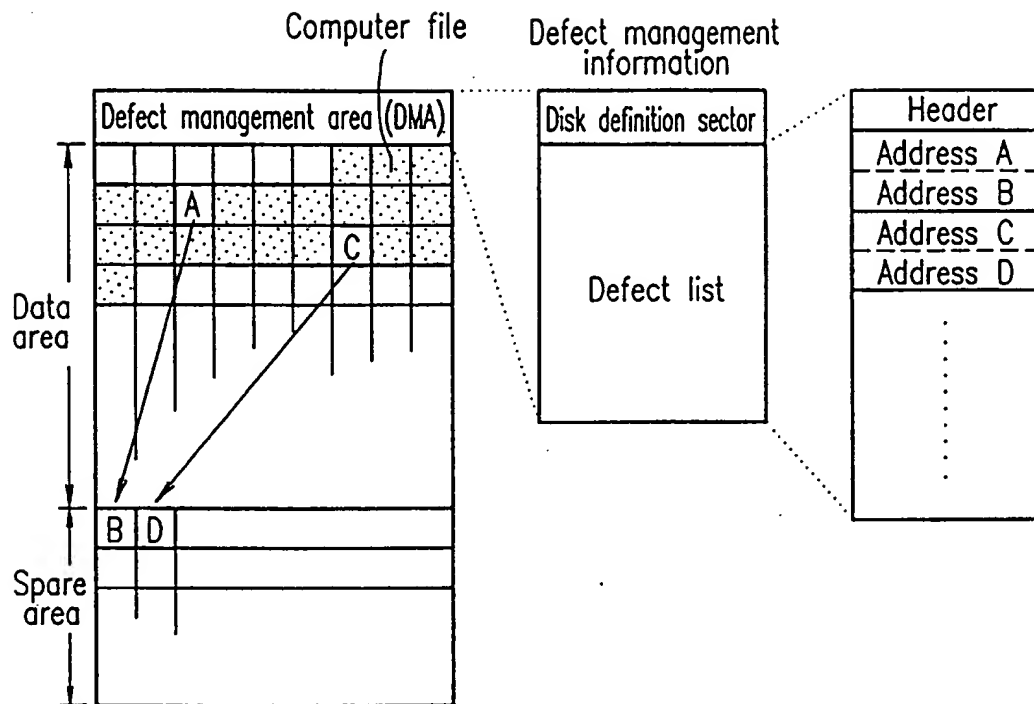 Computer file
Defect management
information
Defect management area (DMA)
Disk definition sector
Header
Address A
Address B
Address C
Address D
A
C
Defect list
Data
area
B D
Spare
area